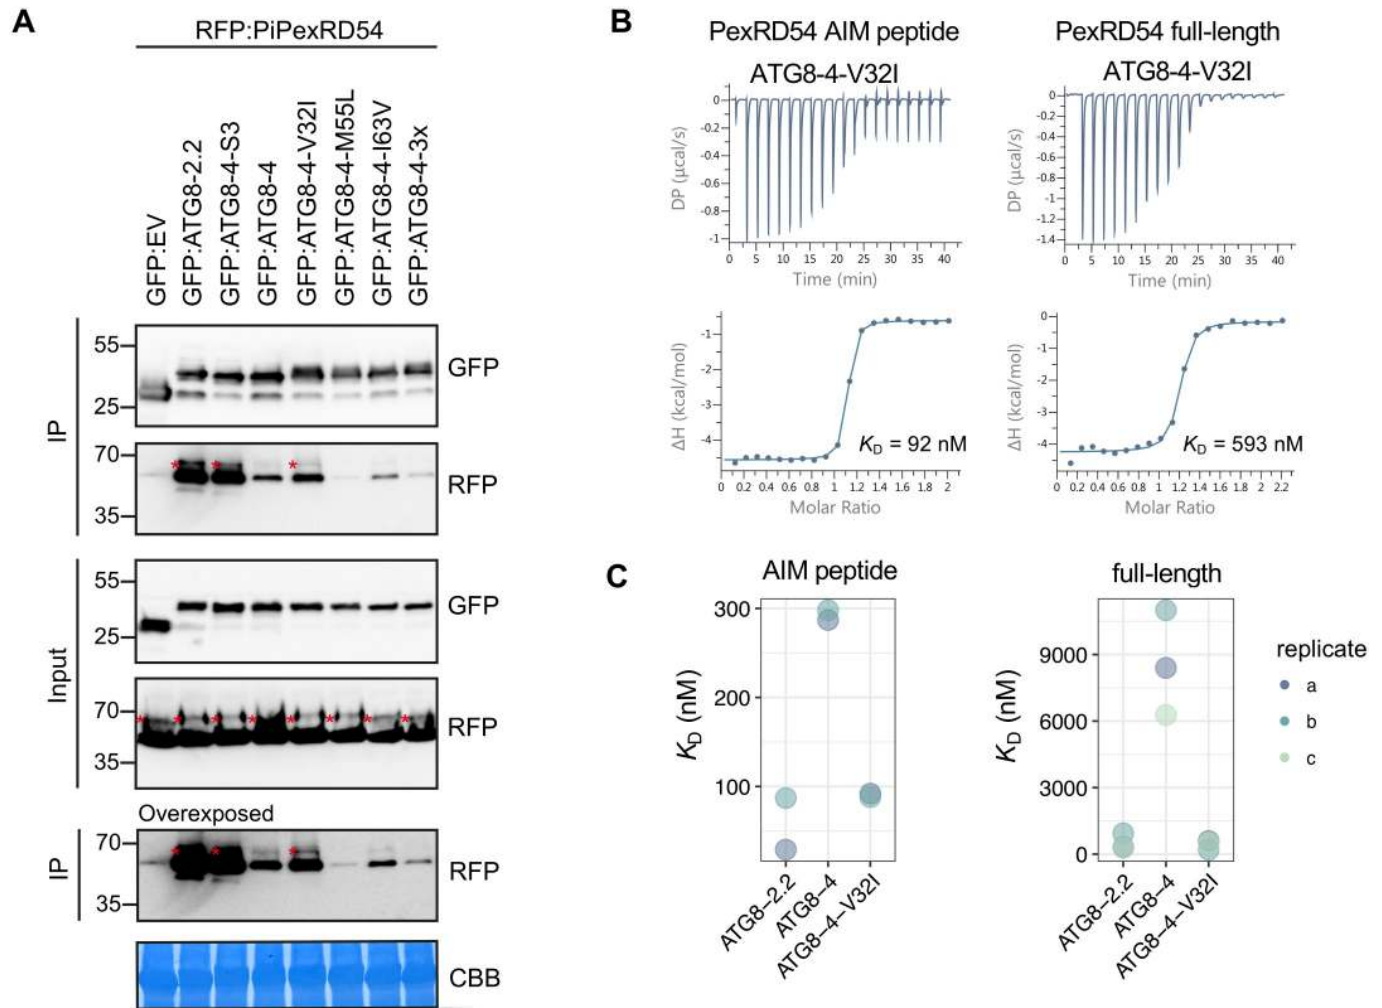 A
RFP:PiPexRD54
GFP:EV
GFP:ATG8-2.2
GFP:ATG8-4-S3
GFP:ATG8-4
GFP:ATG8-4-V32I
GFP:ATG8-4-M55L
GFP:ATG8-4-I63V
GFP:ATG8-4-3x
IP
55
25
GFP
70
35
* * *
RFP
Input
55
25
GFP
70
35
* * * * * * * *
RFP
Overexposed
IP
70
35
* * *
RFP
CBB
B
PexRD54 AIM peptide
ATG8-4-V32I
DP (µcal/s)
0
-0.2
-0.4
-0.6
-0.8
-1
0 5 10 15 20 25 30 35 40
Time (min)
ΔH (kcal/mol)
-1
-2
-3
-4
KD = 92 nM
0 0.2 0.4 0.6 0.8 1 1.2 1.4 1.6 1.8 2
Molar Ratio
PexRD54 full-length
ATG8-4-V32I
DP (µcal/s)
0
-0.2
-0.4
-0.6
-0.8
-1
-1.2
-1.4
0 5 10 15 20 25 30 35 40
Time (min)
ΔH (kcal/mol)
0
-1
-2
-3
-4
KD = 593 nM
0 0.2 0.4 0.6 0.8 1 1.2 1.4 1.6 1.8 2 2.2
Molar Ratio
C
AIM peptide
KD (nM)
300
200
100
ATG8–2.2
ATG8–4
ATG8–4–V32I
full-length
KD (nM)
9000
6000
3000
0
ATG8–2.2
ATG8–4
ATG8–4–V32I
replicate
a
b
c